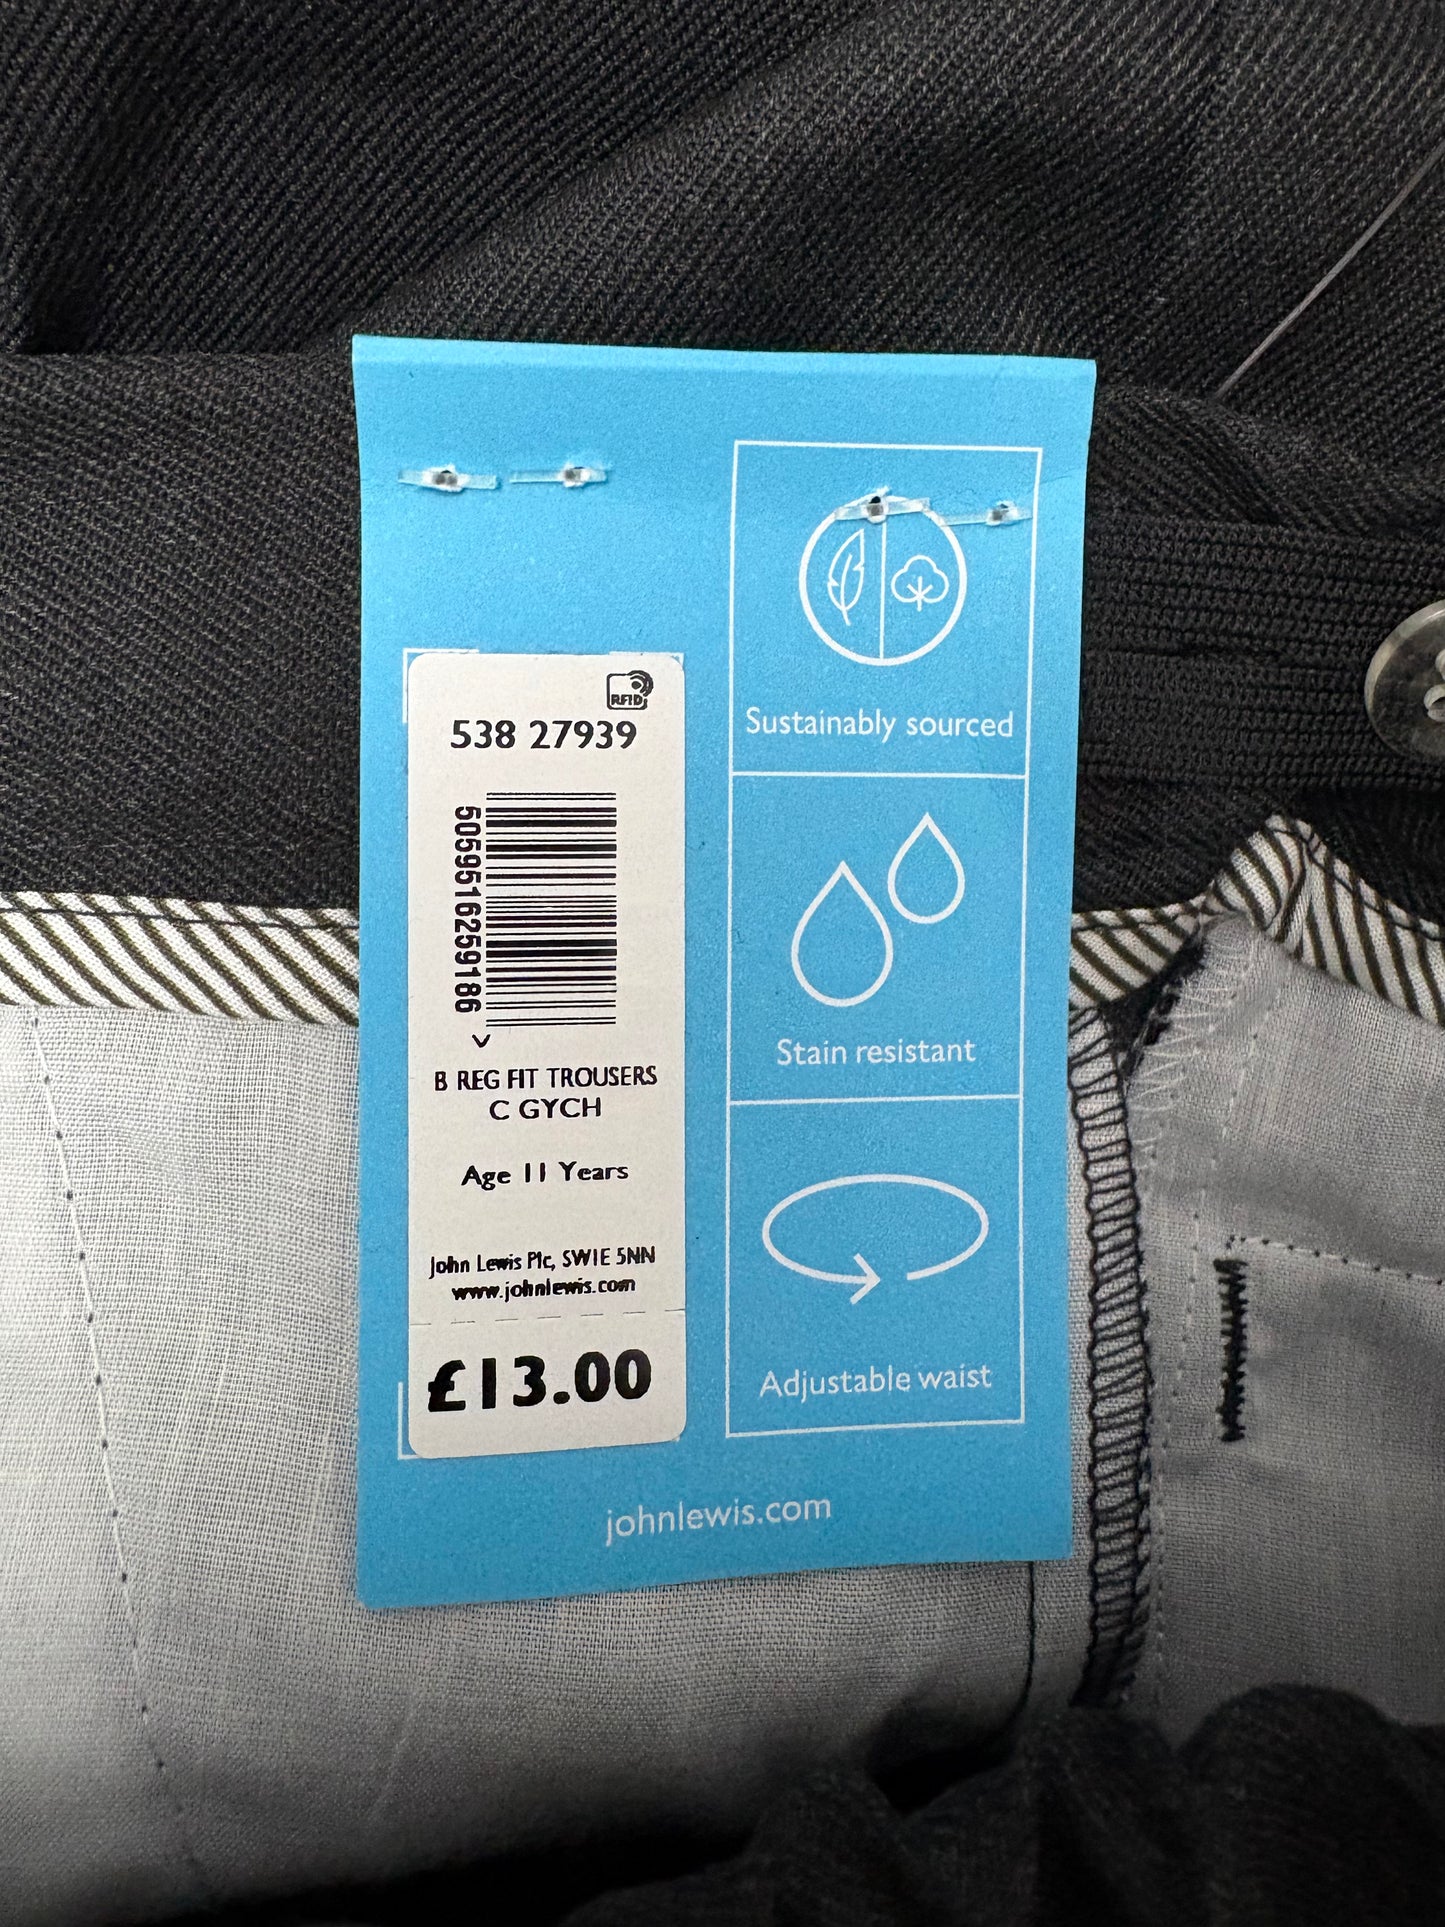 RFID
538 27939
5059516259186
B REG FIT TROUSERS
C GYCH
Age 11 Years
John Lewis Plc, SW1E 5NN
www.johnlewis.com
£13.00
Sustainably sourced
Stain resistant
Adjustable waist
johnlewis.com